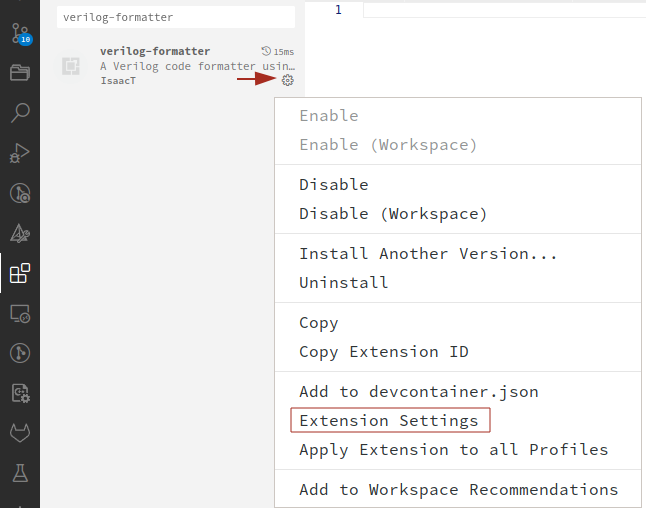 verilog-formatter
1
10
verilog-formatter
15ms
A Verilog code formatter usin...
IsaacT
Enable
Enable (Workspace)
Disable
Disable (Workspace)
Install Another Version...
Uninstall
Copy
Copy Extension ID
Add to devcontainer.json
Extension Settings
Apply Extension to all Profiles
Add to Workspace Recommendations